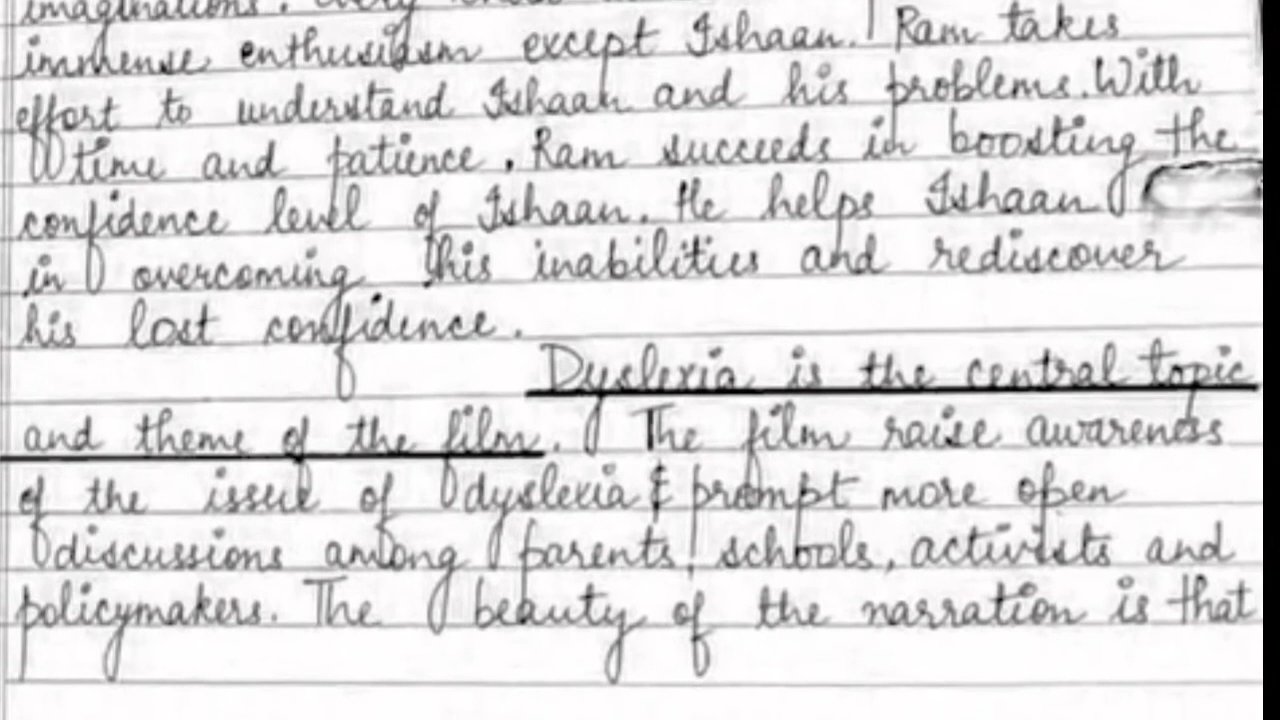 imaginations. Every
immense enthusiasm except Ishaan. Ram takes
effort to understand Ishaan and his problems. With
time and patience. Ram succeeds in boosting the
confidence level of Ishaan. He helps Ishaan
in overcoming his inabilities and rediscover
his lost confidence.
Dyslexia is the central topic
and theme of the film. The film raise awareness
of the issue of dyslexia & prompt more open
discussions among parents, schools, activists and
policymakers. The beauty of the narration is that